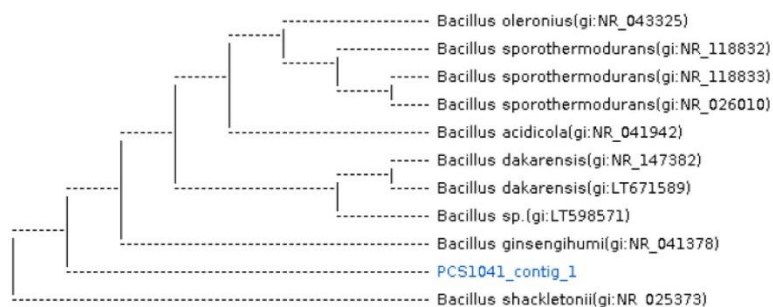 Bacillus oleronius(gi:NR_043325)
Bacillus sporothermodurans(gi:NR_118832)
Bacillus sporothermodurans(gi:NR_118833)
Bacillus sporothermodurans(gi:NR_026010)
Bacillus acidicola(gi:NR_041942)
Bacillus dakarensis(gi:NR_147382)
Bacillus dakarensis(gi:LT671589)
Bacillus sp.(gi:LT598571)
Bacillus ginsengihumi(gi:NR_041378)
PCS1041_contig_1
Bacillus shackletonii(gi:NR_025373)